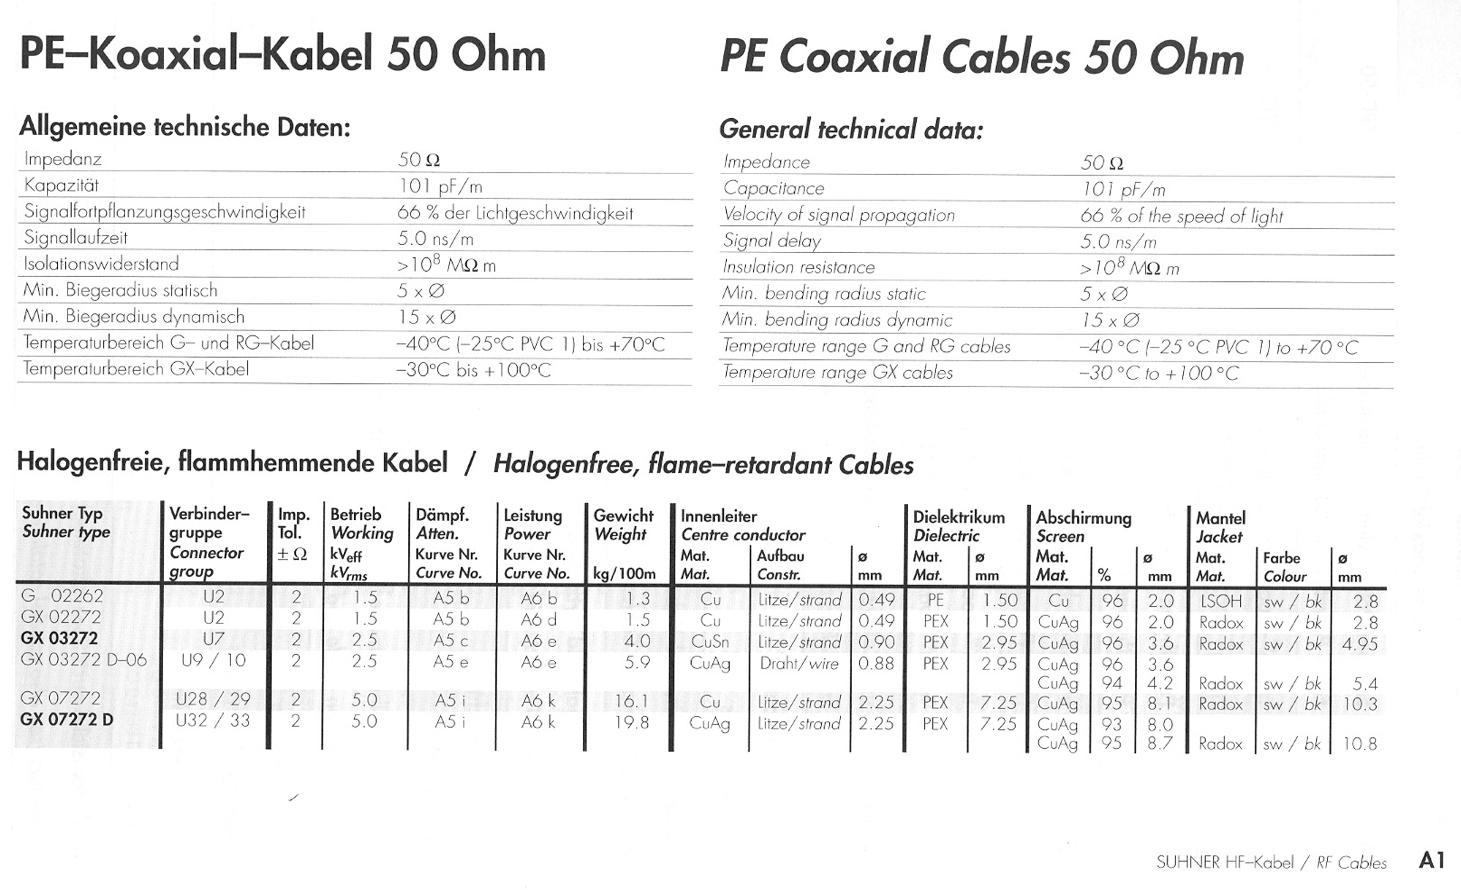 PE–Koaxial–Kabel 50 Ohm
Allgemeine technische Daten:
Impedanz 50 Ω
Kapazität 101 pF/m
Signalfortpflanzungsgeschwindigkeit 66 % der Lichtgeschwindigkeit
Signallaufzeit 5.0 ns/m
Isolationswiderstand >10⁸ MΩ m
Min. Biegeradius statisch 5 x Ø
Min. Biegeradius dynamisch 15 x Ø
Temperaturbereich G– und RG–Kabel –40°C (–25°C PVC 1) bis +70°C
Temperaturbereich GX–Kabel –30°C bis +100°C
PE Coaxial Cables 50 Ohm
General technical data:
Impedance 50 Ω
Capacitance 101 pF/m
Velocity of signal propagation 66 % of the speed of light
Signal delay 5.0 ns/m
Insulation resistance >10⁸ MΩ m
Min. bending radius static 5 x Ø
Min. bending radius dynamic 15 x Ø
Temperature range G and RG cables –40 °C (–25 °C PVC 1) to +70 °C
Temperature range GX cables –30 °C to +100 °C
Halogenfreie, flammhemmende Kabel / Halogenfree, flame–retardant Cables
Suhner Typ Verbinder– Imp. Betrieb Dämpf. Leistung Gewicht Innenleiter Dielektrikum Abschirmung Mantel
Suhner type gruppe Tol. Working Atten. Power Weight Centre conductor Dielectric Screen Jacket
Connector ± Ω kVeff Kurve Nr. Kurve Nr. Mat. Aufbau ø Mat. ø Mat. ø Mat. Farbe ø
group kVrms Curve No. Curve No. kg/100m Mat. Constr. mm Mat. mm Mat. % mm Mat. Colour mm
G 02262 U2 2 1.5 A5 b A6 b 1.3 Cu Litze/strand 0.49 PE 1.50 Cu 96 2.0 LSOH sw / bk 2.8
GX 02272 U2 2 1.5 A5 b A6 d 1.5 Cu Litze/strand 0.49 PEX 1.50 CuAg 96 2.0 Radox sw / bk 2.8
GX 03272 U7 2 2.5 A5 c A6 e 4.0 CuSn Litze/strand 0.90 PEX 2.95 CuAg 96 3.6 Radox sw / bk 4.95
GX 03272 D–06 U9 / 10 2 2.5 A5 e A6 e 5.9 CuAg Draht/wire 0.88 PEX 2.95 CuAg 96 3.6
CuAg 94 4.2 Radox sw / bk 5.4
GX 07272 U28 / 29 2 5.0 A5 i A6 k 16.1 Cu Litze/strand 2.25 PEX 7.25 CuAg 95 8.1 Radox sw / bk 10.3
GX 07272 D U32 / 33 2 5.0 A5 i A6 k 19.8 CuAg Litze/strand 2.25 PEX 7.25 CuAg 93 8.0
CuAg 95 8.7 Radox sw / bk 10.8
SUHNER HF–Kabel / RF Cables A1